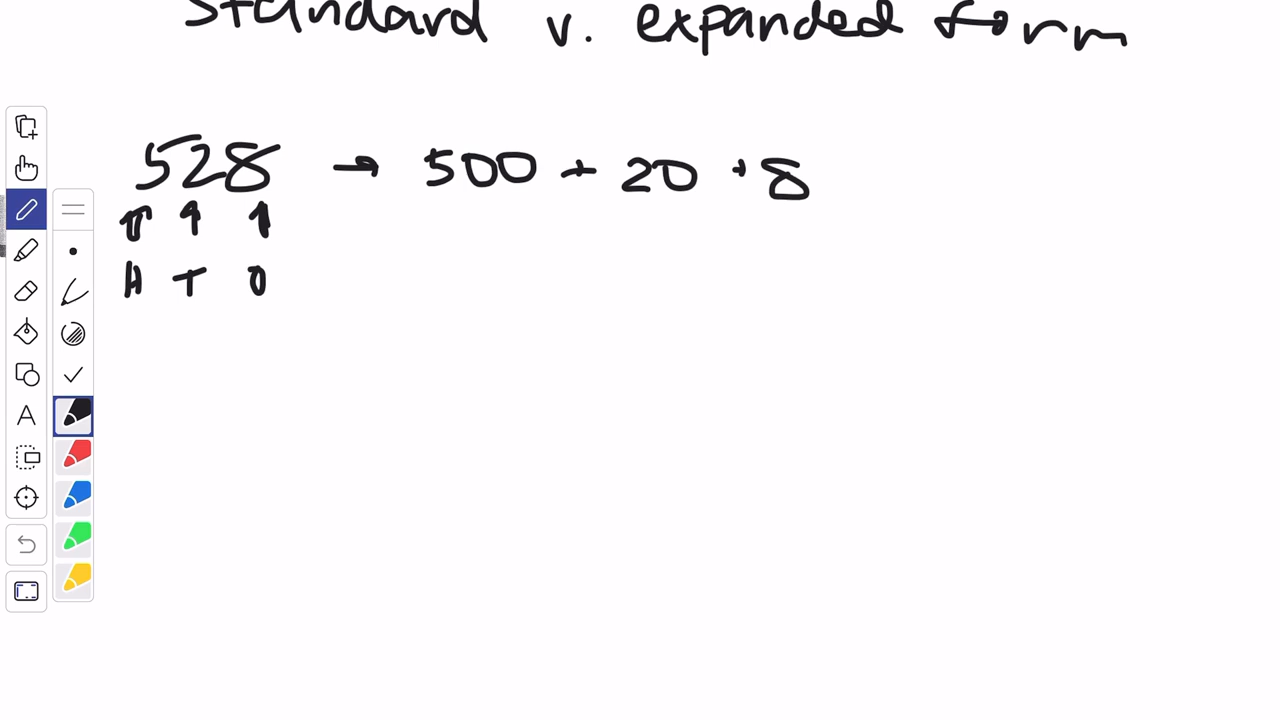 standard v. expanded form
528 → 500 + 20 + 8
↑ ↑ ↑
H T O
A